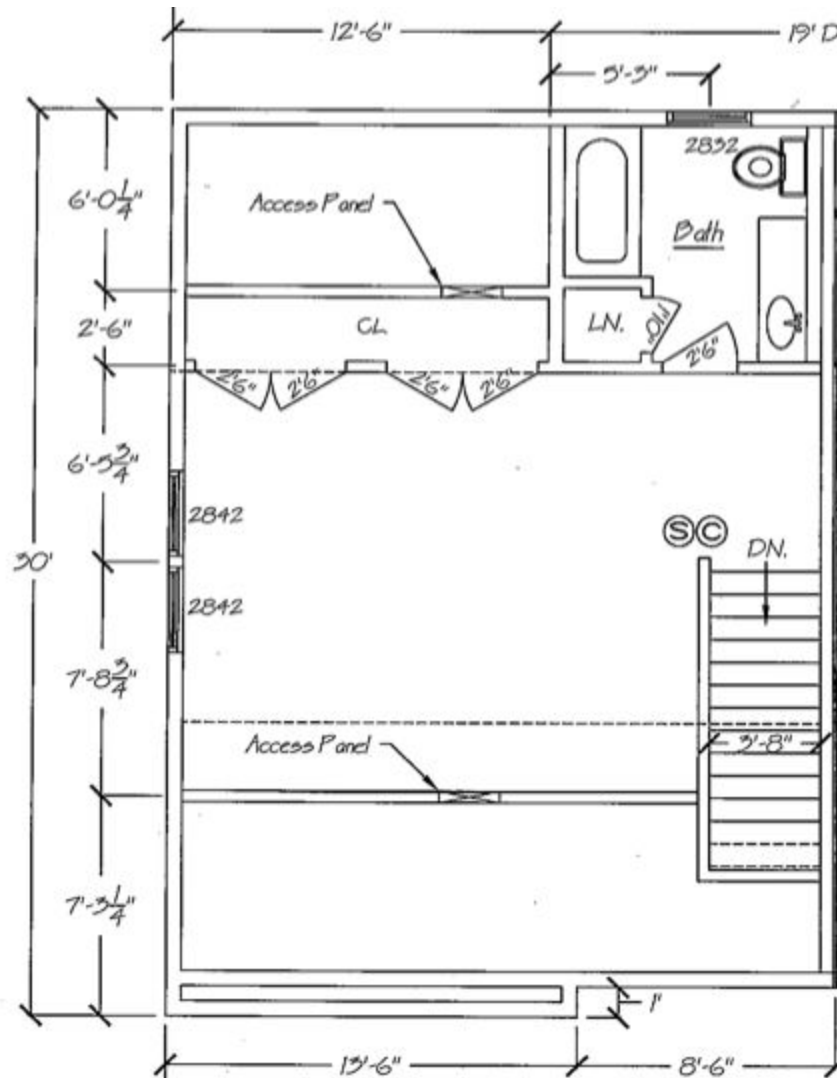 12'-6"
19' D
5'-3"
6'-0 1/4"
2832
Access Panel
Bath
2'-6"
CL
LN.
1'10"
2'6"
2'6"
2'6"
2'6"
2'6"
6'-5 3/4"
2842
S C
DN.
30'
2842
7'-8 3/4"
Access Panel
3'-8"
7'-3 1/4"
1'
13'-6"
8'-6"